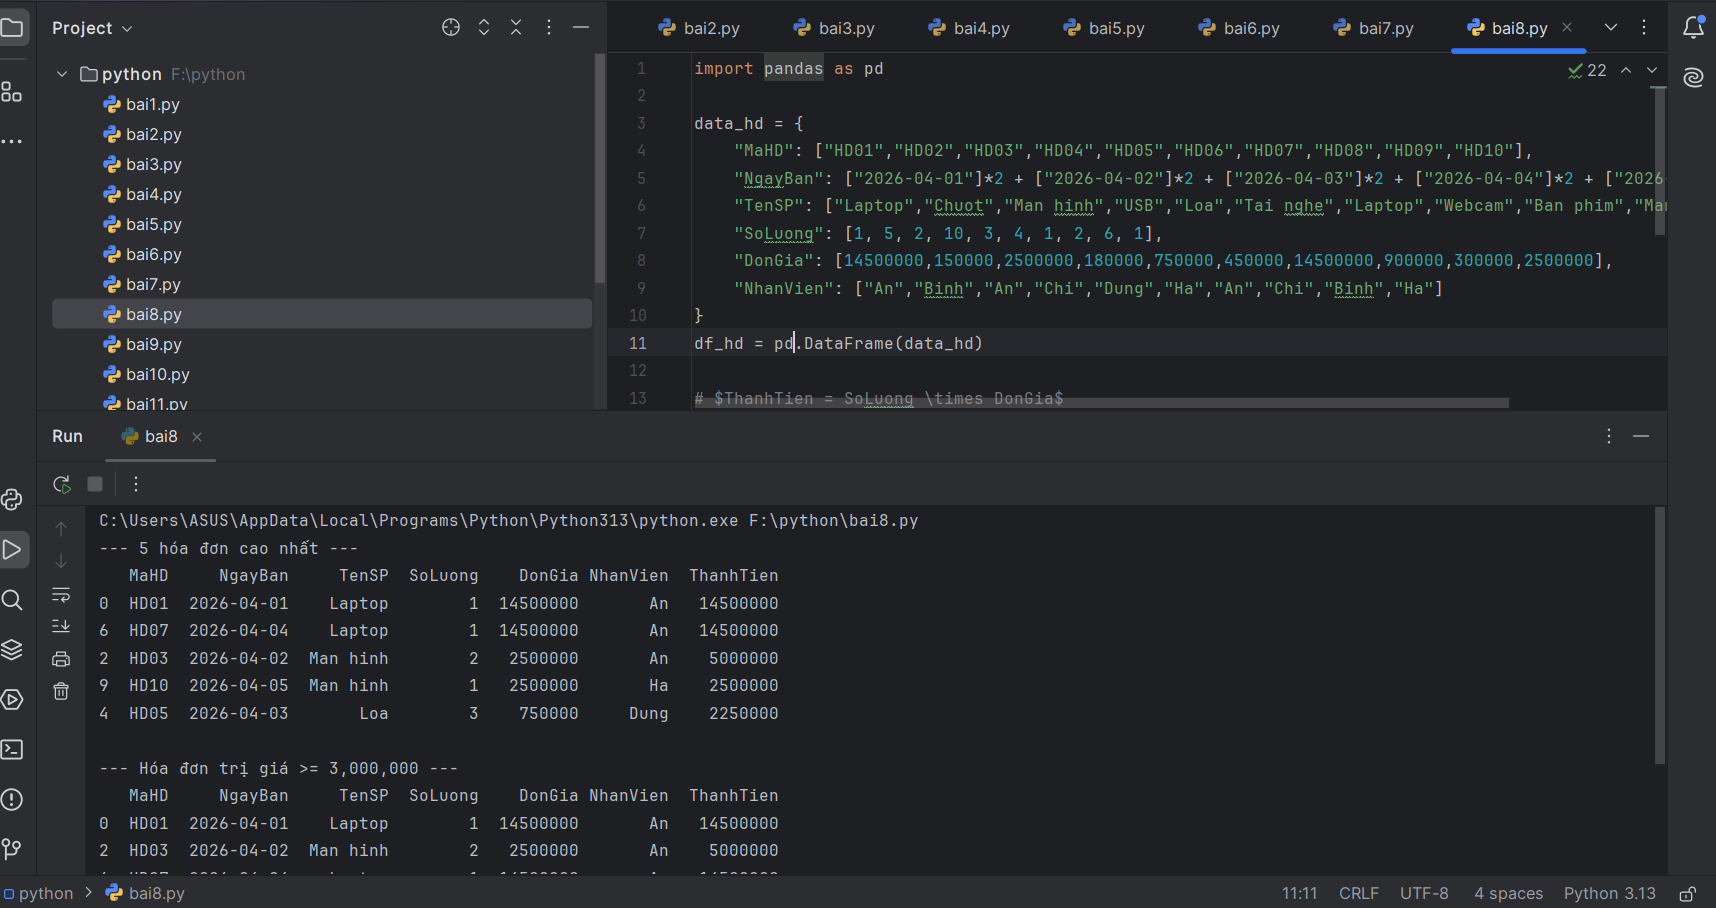 Project
python F:\python
bai1.py
bai2.py
bai3.py
bai4.py
bai5.py
bai6.py
bai7.py
bai8.py
bai9.py
bai10.py
bai11.py
bai2.py bai3.py bai4.py bai5.py bai6.py bai7.py bai8.py
22
1 import pandas as pd
2
3 data_hd = {
4 "MaHD": ["HD01","HD02","HD03","HD04","HD05","HD06","HD07","HD08","HD09","HD10"],
5 "NgayBan": ["2026-04-01"]*2 + ["2026-04-02"]*2 + ["2026-04-03"]*2 + ["2026-04-04"]*2 + ["2026
6 "TenSP": ["Laptop","Chuot","Man hinh","USB","Loa","Tai nghe","Laptop","Webcam","Ban phim","Man
7 "SoLuong": [1, 5, 2, 10, 3, 4, 1, 2, 6, 1],
8 "DonGia": [14500000,150000,2500000,180000,750000,450000,14500000,900000,300000,2500000],
9 "NhanVien": ["An","Binh","An","Chi","Dung","Ha","An","Chi","Binh","Ha"]
10 }
11 df_hd = pd.DataFrame(data_hd)
12
13 # $ThanhTien = SoLuong \times DonGia$
Run bai8
C:\Users\ASUS\AppData\Local\Programs\Python\Python313\python.exe F:\python\bai8.py
--- 5 hóa đơn cao nhất ---
MaHD NgayBan TenSP SoLuong DonGia NhanVien ThanhTien
0 HD01 2026-04-01 Laptop 1 14500000 An 14500000
6 HD07 2026-04-04 Laptop 1 14500000 An 14500000
2 HD03 2026-04-02 Man hinh 2 2500000 An 5000000
9 HD10 2026-04-05 Man hinh 1 2500000 Ha 2500000
4 HD05 2026-04-03 Loa 3 750000 Dung 2250000
--- Hóa đơn trị giá >= 3,000,000 ---
MaHD NgayBan TenSP SoLuong DonGia NhanVien ThanhTien
0 HD01 2026-04-01 Laptop 1 14500000 An 14500000
2 HD03 2026-04-02 Man hinh 2 2500000 An 5000000
python bai8.py
11:11 CRLF UTF-8 4 spaces Python 3.13